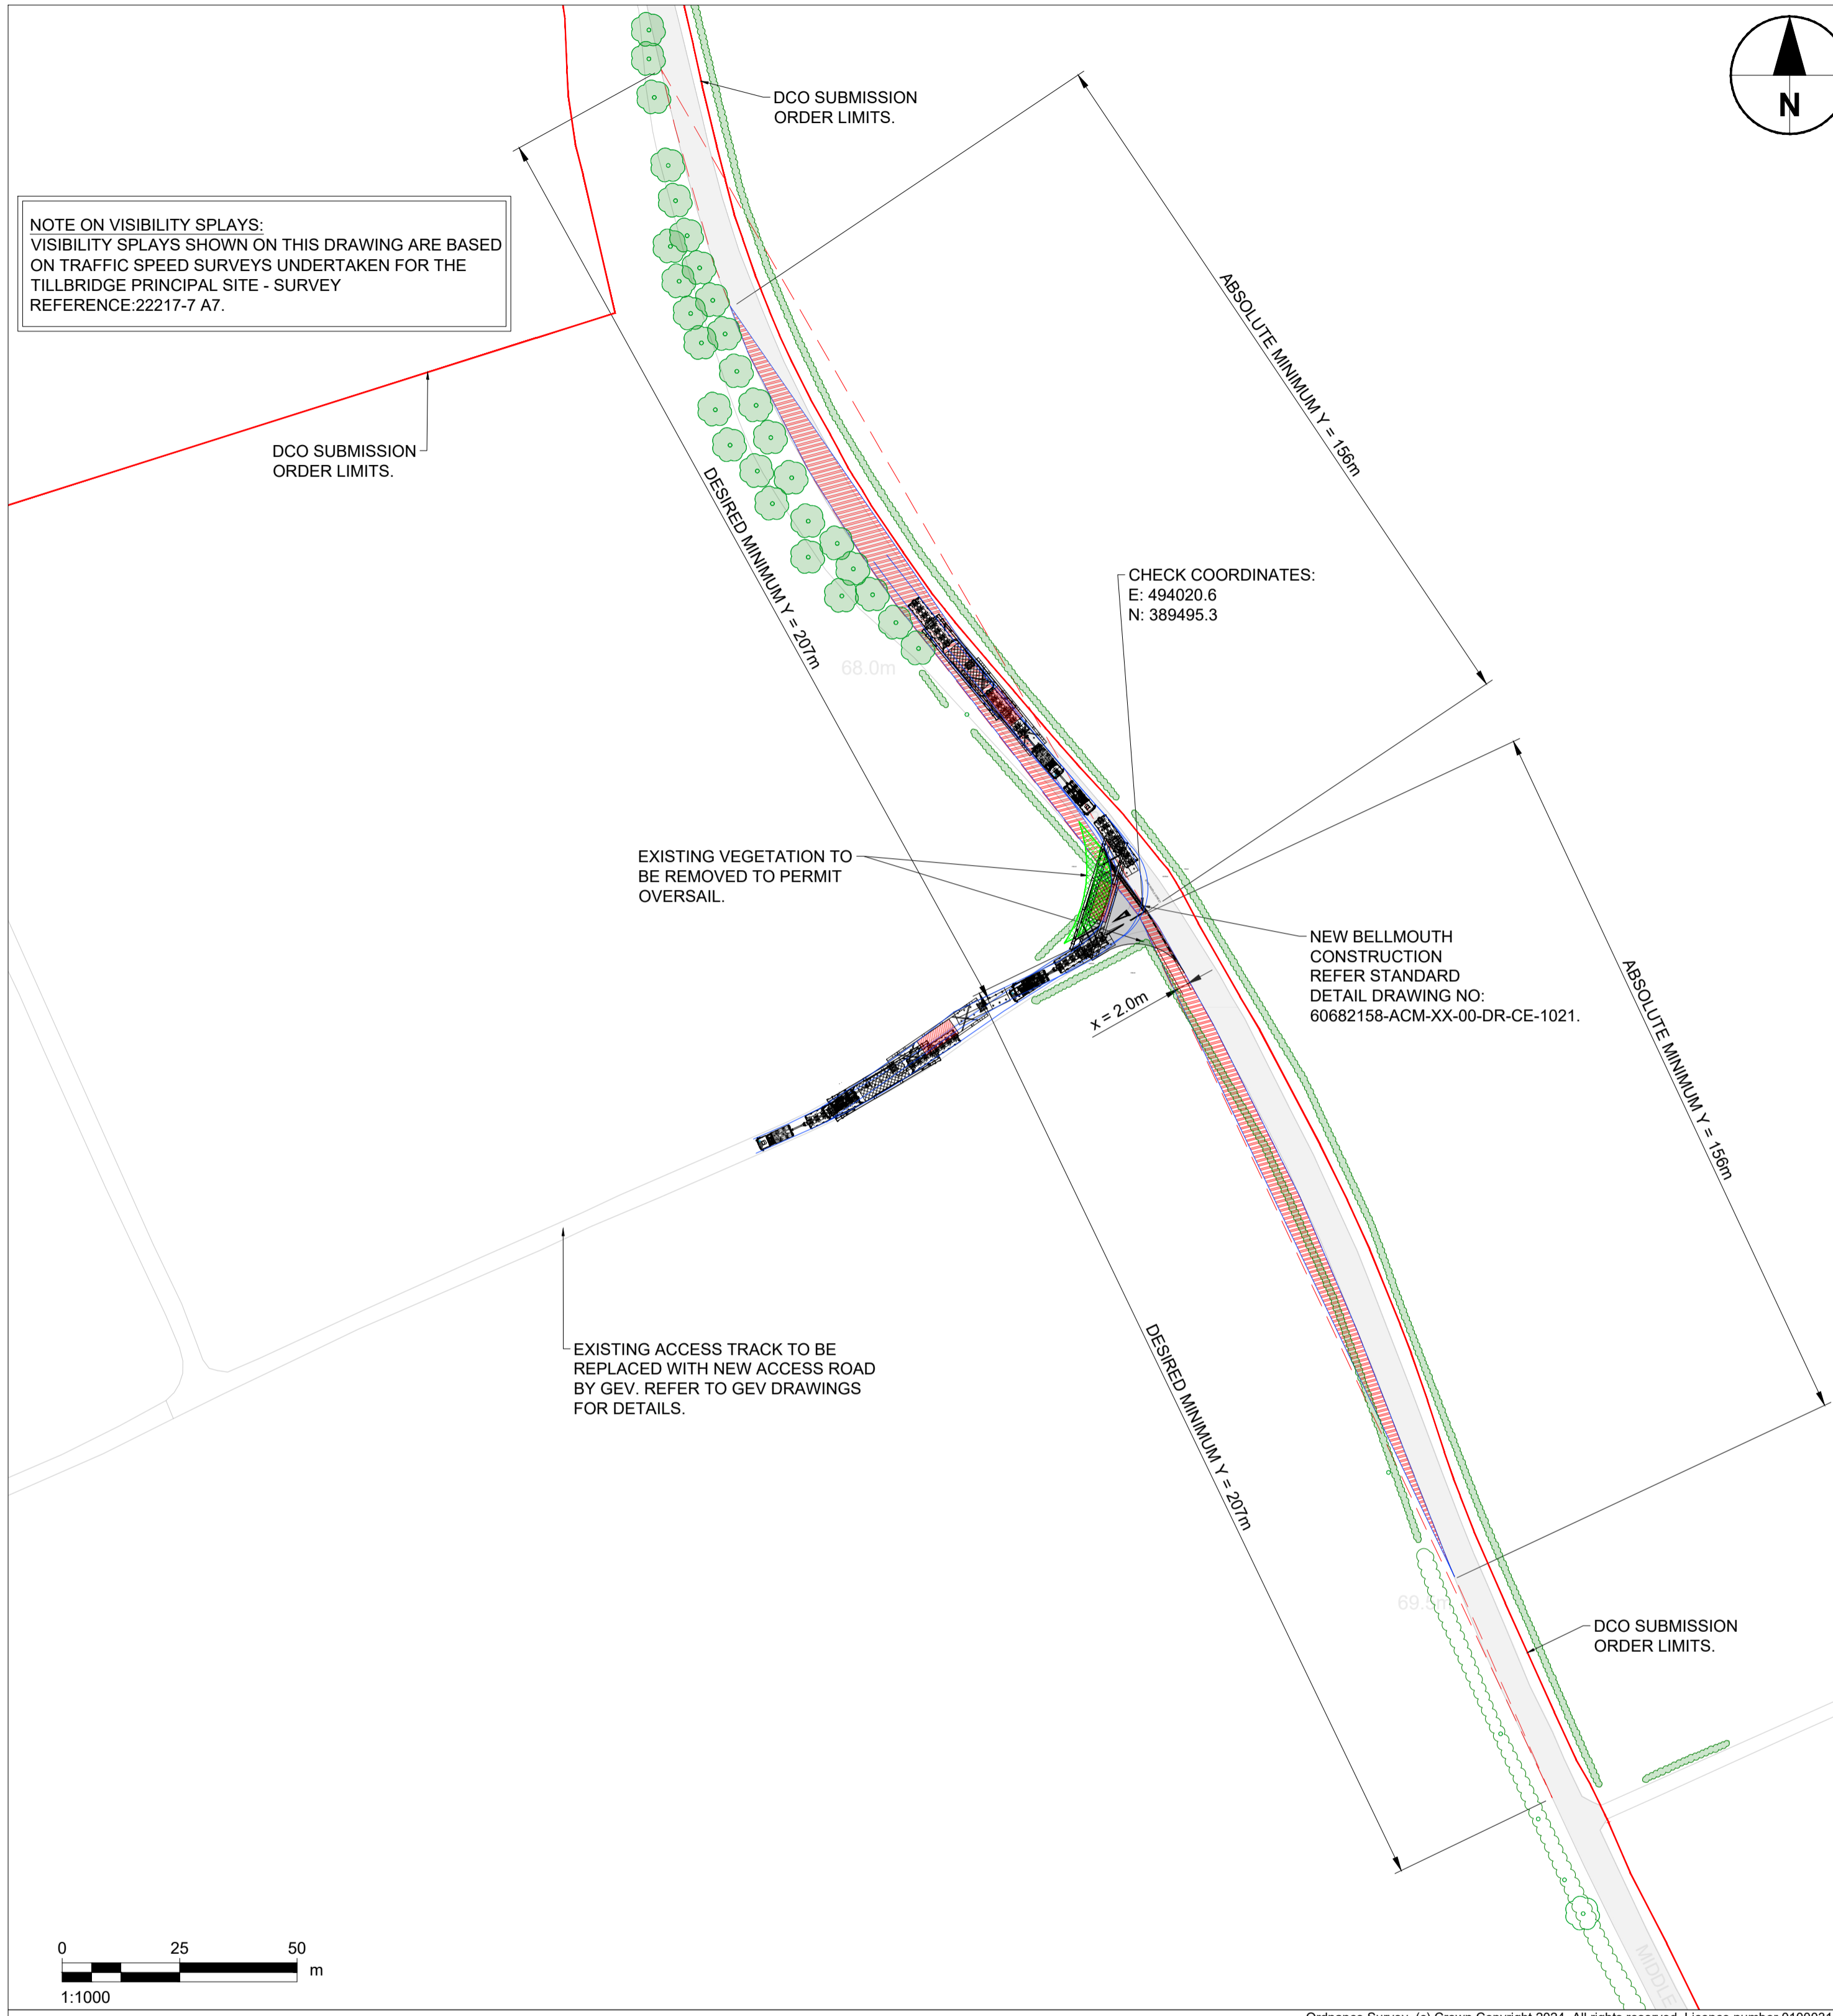 DCO SUBMISSION
ORDER LIMITS.
N
NOTE ON VISIBILITY SPLAYS:
VISIBILITY SPLAYS SHOWN ON THIS DRAWING ARE BASED
ON TRAFFIC SPEED SURVEYS UNDERTAKEN FOR THE
TILLBRIDGE PRINCIPAL SITE - SURVEY
REFERENCE:22217-7 A7.
ABSOLUTE MINIMUM Y = 156m
DCO SUBMISSION
ORDER LIMITS.
DESIRED MINIMUM Y = 207m
CHECK COORDINATES:
E: 494020.6
N: 389495.3
68.0m
EXISTING VEGETATION TO
BE REMOVED TO PERMIT
OVERSAIL.
NEW BELLMOUTH
CONSTRUCTION
REFER STANDARD
DETAIL DRAWING NO:
60682158-ACM-XX-00-DR-CE-1021.
x = 2.0m
ABSOLUTE MINIMUM Y = 156m
EXISTING ACCESS TRACK TO BE
REPLACED WITH NEW ACCESS ROAD
BY GEV. REFER TO GEV DRAWINGS
FOR DETAILS.
DESIRED MINIMUM Y = 207m
69.5m
DCO SUBMISSION
ORDER LIMITS.
MIDDLE
0 25 50
m
1:1000